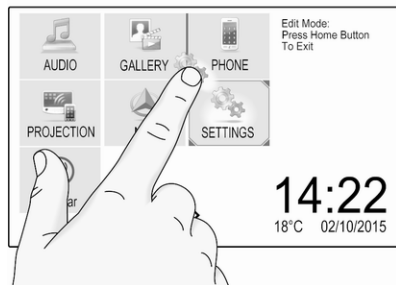 AUDIO
GALLERY
PHONE
Edit Mode:
Press Home Button
To Exit
PROJECTION
SETTINGS
14:22
18°C 02/10/2015